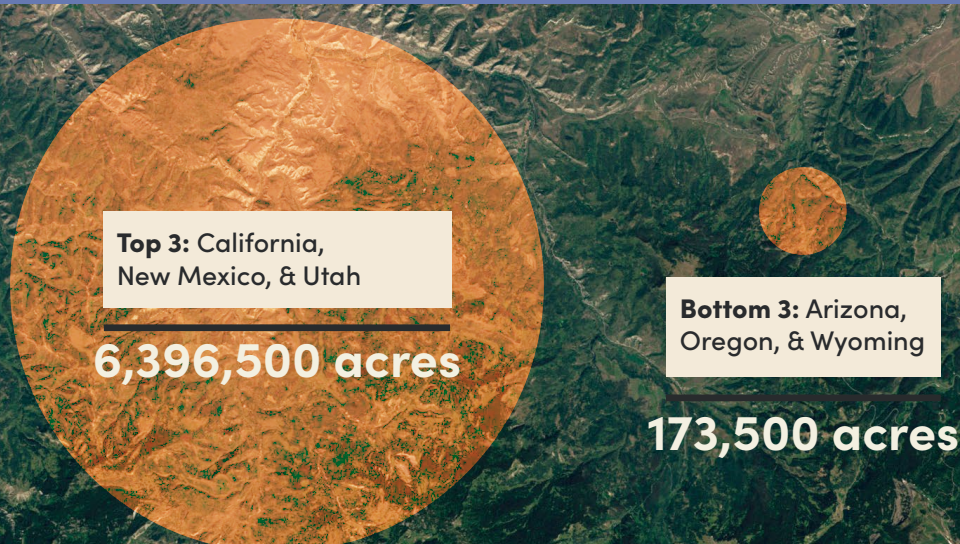 Top 3: California,
New Mexico, & Utah
6,396,500 acres
Bottom 3: Arizona,
Oregon, & Wyoming
173,500 acres